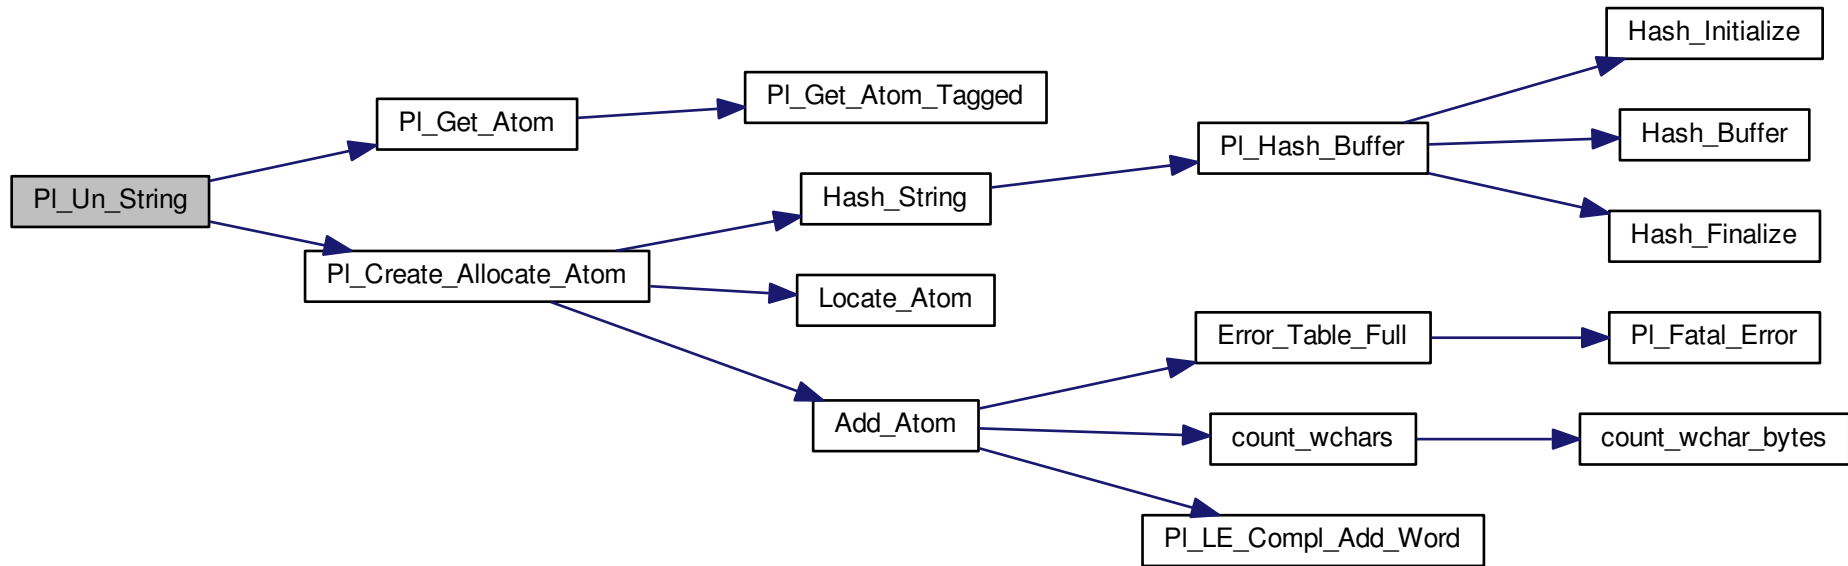 Pl_Un_String
Pl_Get_Atom
Pl_Get_Atom_Tagged
Pl_Create_Allocate_Atom
Hash_String
Pl_Hash_Buffer
Hash_Initialize
Hash_Buffer
Hash_Finalize
Locate_Atom
Add_Atom
Error_Table_Full
Pl_Fatal_Error
count_wchars
count_wchar_bytes
Pl_LE_Compl_Add_Word